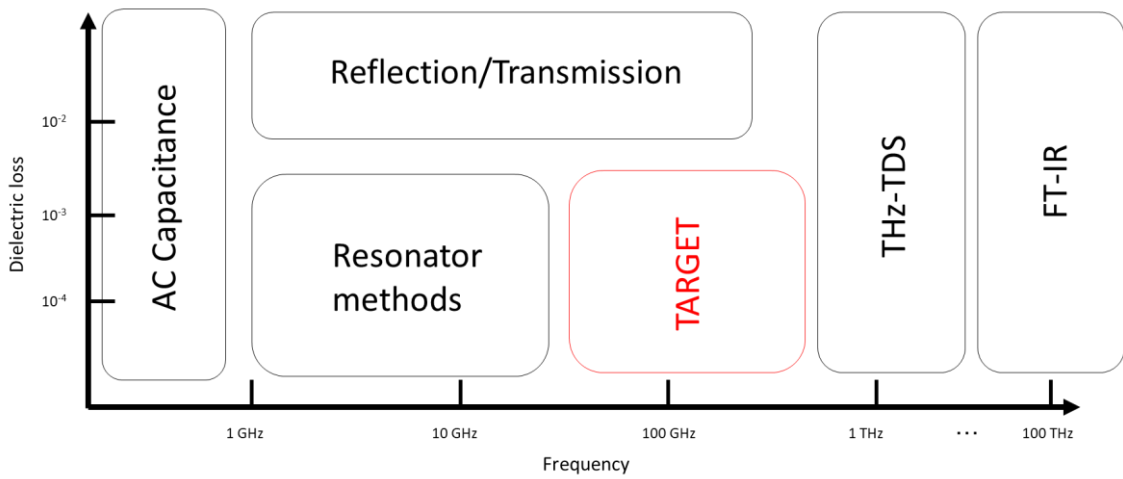 Dielectric loss
10-2
10-3
10-4
AC Capacitance
Reflection/Transmission
Resonator
methods
TARGET
THz-TDS
FT-IR
1 GHz
10 GHz
100 GHz
1 THz
...
100 THz
Frequency